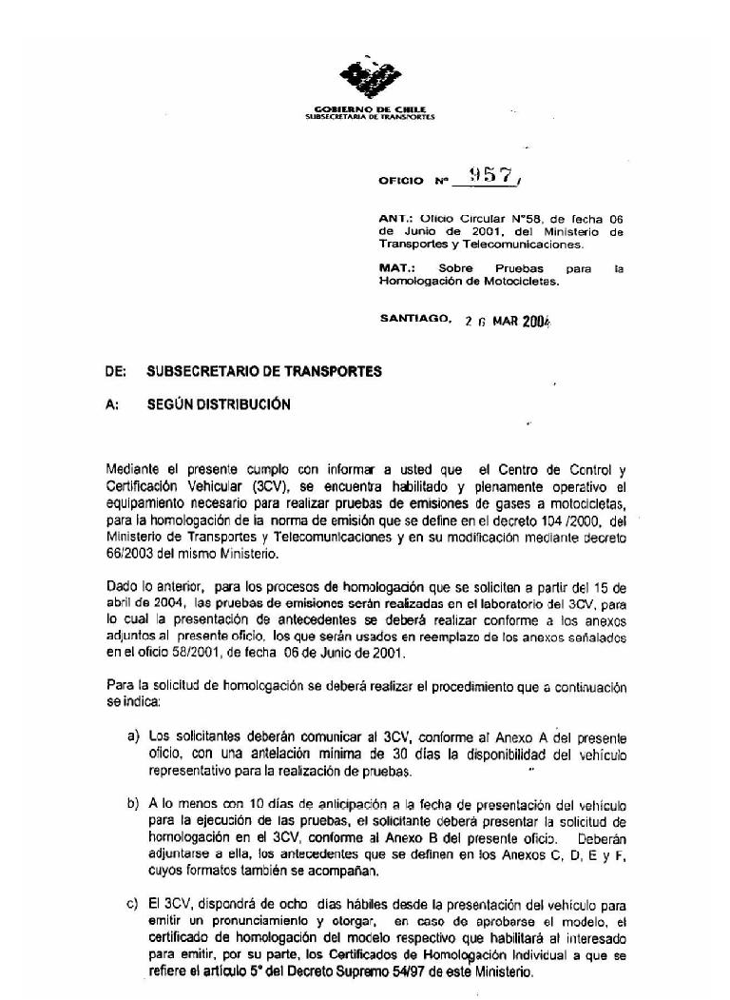 GOBIERNO DE CHILE
SUBSECRETARIA DE TRANSPORTES
OFICIO Nº 957/
ANT.: Oficio Circular N°58, de fecha 06
de Junio de 2001, del Ministerio de
Transportes y Telecomunicaciones.
MAT.: Sobre Pruebas para la
Homologación de Motocicletas.
SANTIAGO, 26 MAR 2004
DE: SUBSECRETARIO DE TRANSPORTES
A: SEGÚN DISTRIBUCIÓN
Mediante el presente cumplo con informar a usted que el Centro de Control y
Certificación Vehicular (3CV), se encuentra habilitado y plenamente operativo el
equipamiento necesario para realizar pruebas de emisiones de gases a motocicletas,
para la homologación de la norma de emisión que se define en el decreto 104 /2000, del
Ministerio de Transportes y Telecomunicaciones y en su modificación mediante decreto
66/2003 del mismo Ministerio.
Dado lo anterior, para los procesos de homologación que se soliciten a partir del 15 de
abril de 2004, las pruebas de emisiones serán realizadas en el laboratorio del 3CV, para
lo cual la presentación de antecedentes se deberá realizar conforme a los anexos
adjuntos al presente oficio, los que serán usados en reemplazo de los anexos señalados
en el oficio 58/2001, de fecha 06 de Junio de 2001.
Para la solicitud de homologación se deberá realizar el procedimiento que a continuación
se indica:
a) Los solicitantes deberán comunicar al 3CV, conforme al Anexo A del presente
oficio, con una antelación mínima de 30 días la disponibilidad del vehículo
representativo para la realización de pruebas.
b) A lo menos con 10 días de anticipación a la fecha de presentación del vehículo
para la ejecución de las pruebas, el solicitante deberá presentar la solicitud de
homologación en el 3CV, conforme al Anexo B del presente oficio. Deberán
adjuntarse a ella, los antecedentes que se definen en los Anexos C, D, E y F,
cuyos formatos también se acompañan.
c) El 3CV, dispondrá de ocho días hábiles desde la presentación del vehículo para
emitir un pronunciamiento y otorgar, en caso de aprobarse el modelo, el
certificado de homologación del modelo respectivo que habilitará al interesado
para emitir, por su parte, los Certificados de Homologación Individual a que se
refiere el artículo 5° del Decreto Supremo 54/97 de este Ministerio.